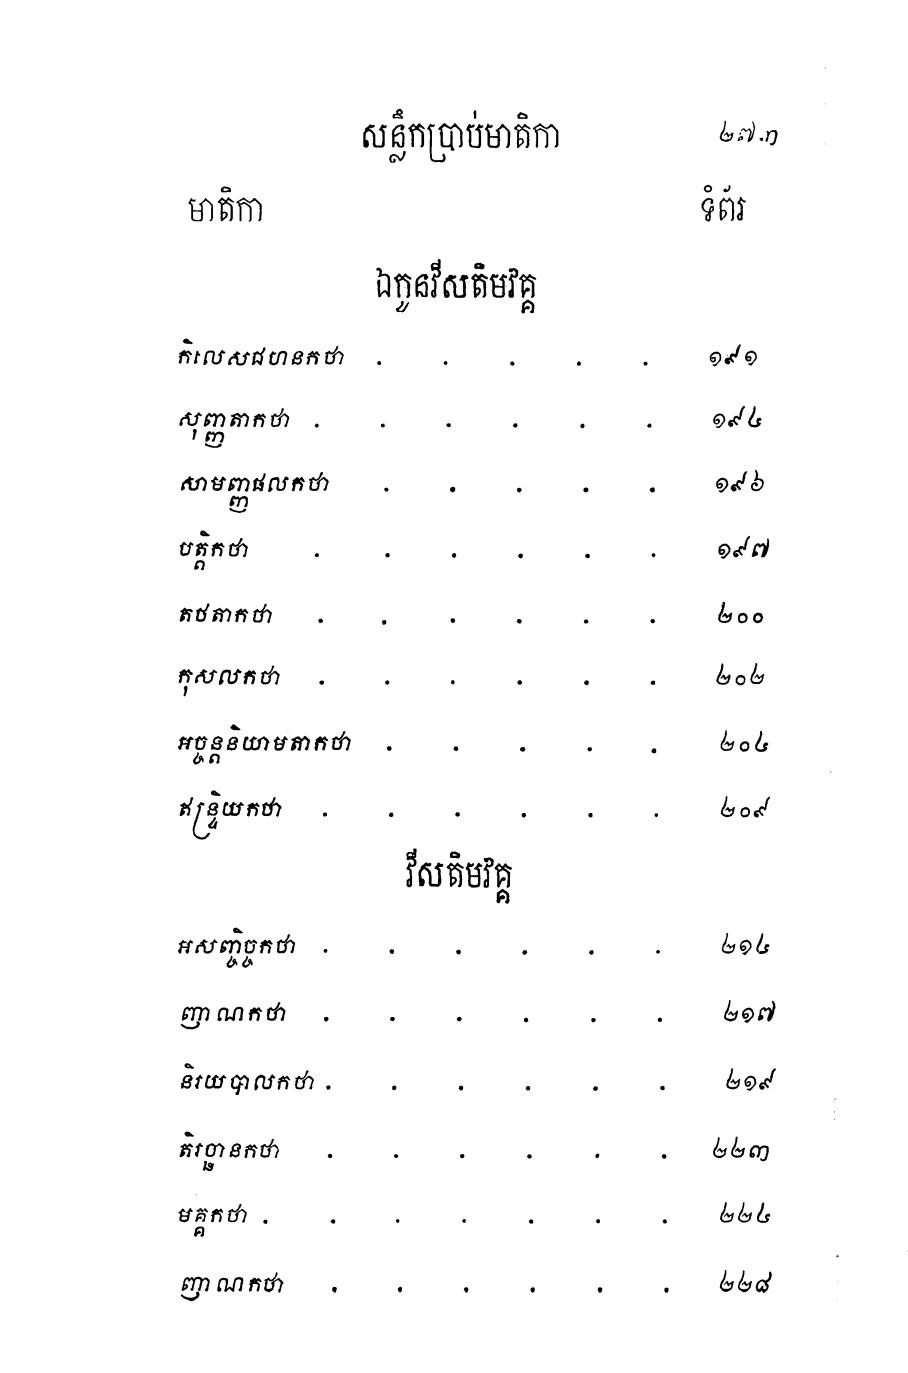 សន្លឹកប្រាប់មាតិកា ២៧.៣
មាតិកា ទំព័រ
ឯកូនវីសតិមវគ្គ
កិលេសជហនកថា . . . . . ១៩១
សុញ្ញតាកថា . . . . . . ១៩៤
សាមញ្ញផលកថា . . . . . ១៩៦
បត្តិកថា . . . . . . ១៩៧
តថតាកថា . . . . . . ២០០
កុសលកថា . . . . . . ២០២
អច្ចន្តនិយាមតាកថា . . . . . ២០៤
ឥន្ទ្រិយកថា . . . . . . ២០៩
វីសតិមវគ្គ
អសញ្ចិច្ចកថា . . . . . . ២១៤
ញាណកថា . . . . . . ២១៧
និរយបាលកថា . . . . . . ២១៩
តិរច្ឆានកថា . . . . . . ២២៣
មគ្គកថា . . . . . . . ២២៤
ញាណកថា . . . . . . ២២៨